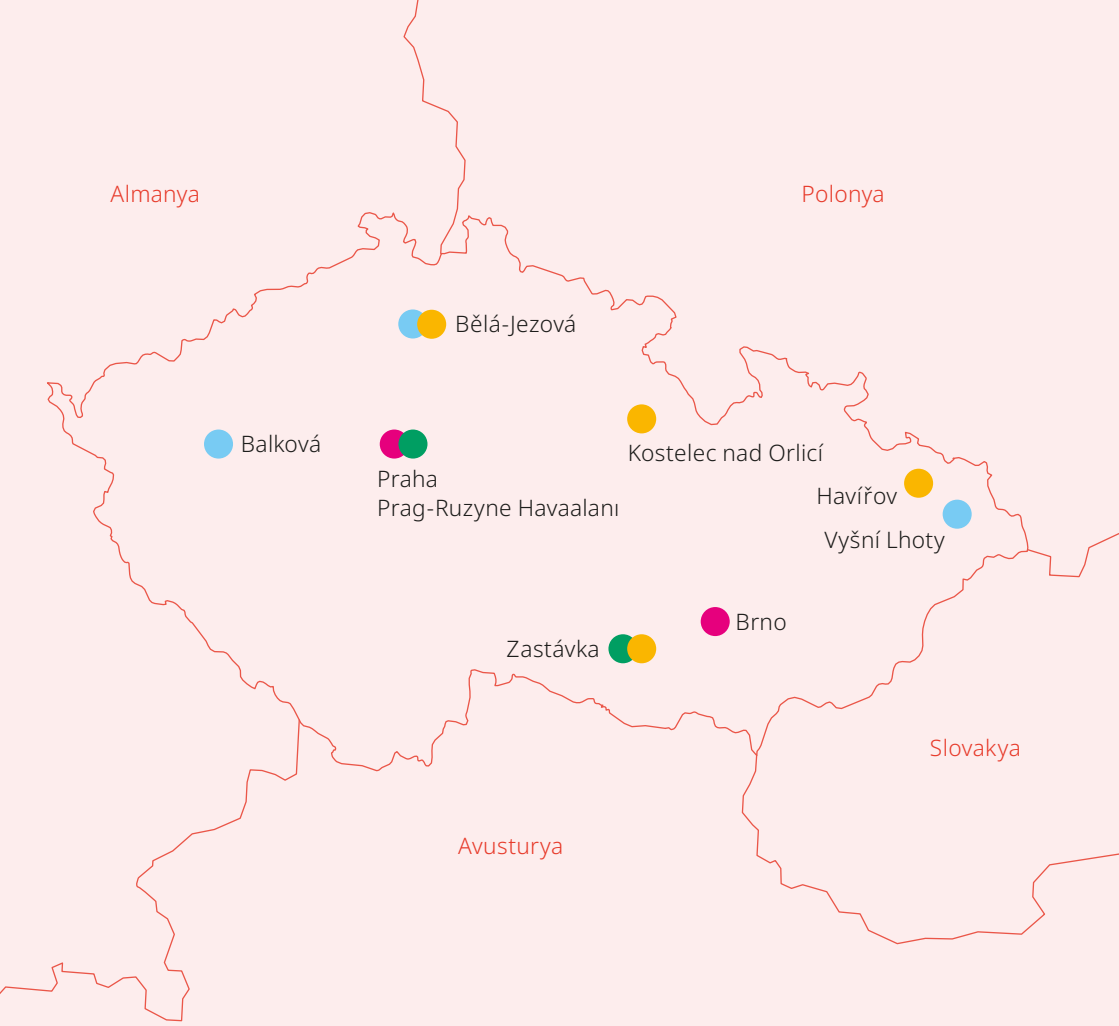 Almanya
Polonya
Bělá-Jezová
Balková
Kostelec nad Orlicí
Praha
Prag-Ruzyne Havaalanı
Havířov
Vyšní Lhoty
Brno
Zastávka
Slovakya
Avusturya